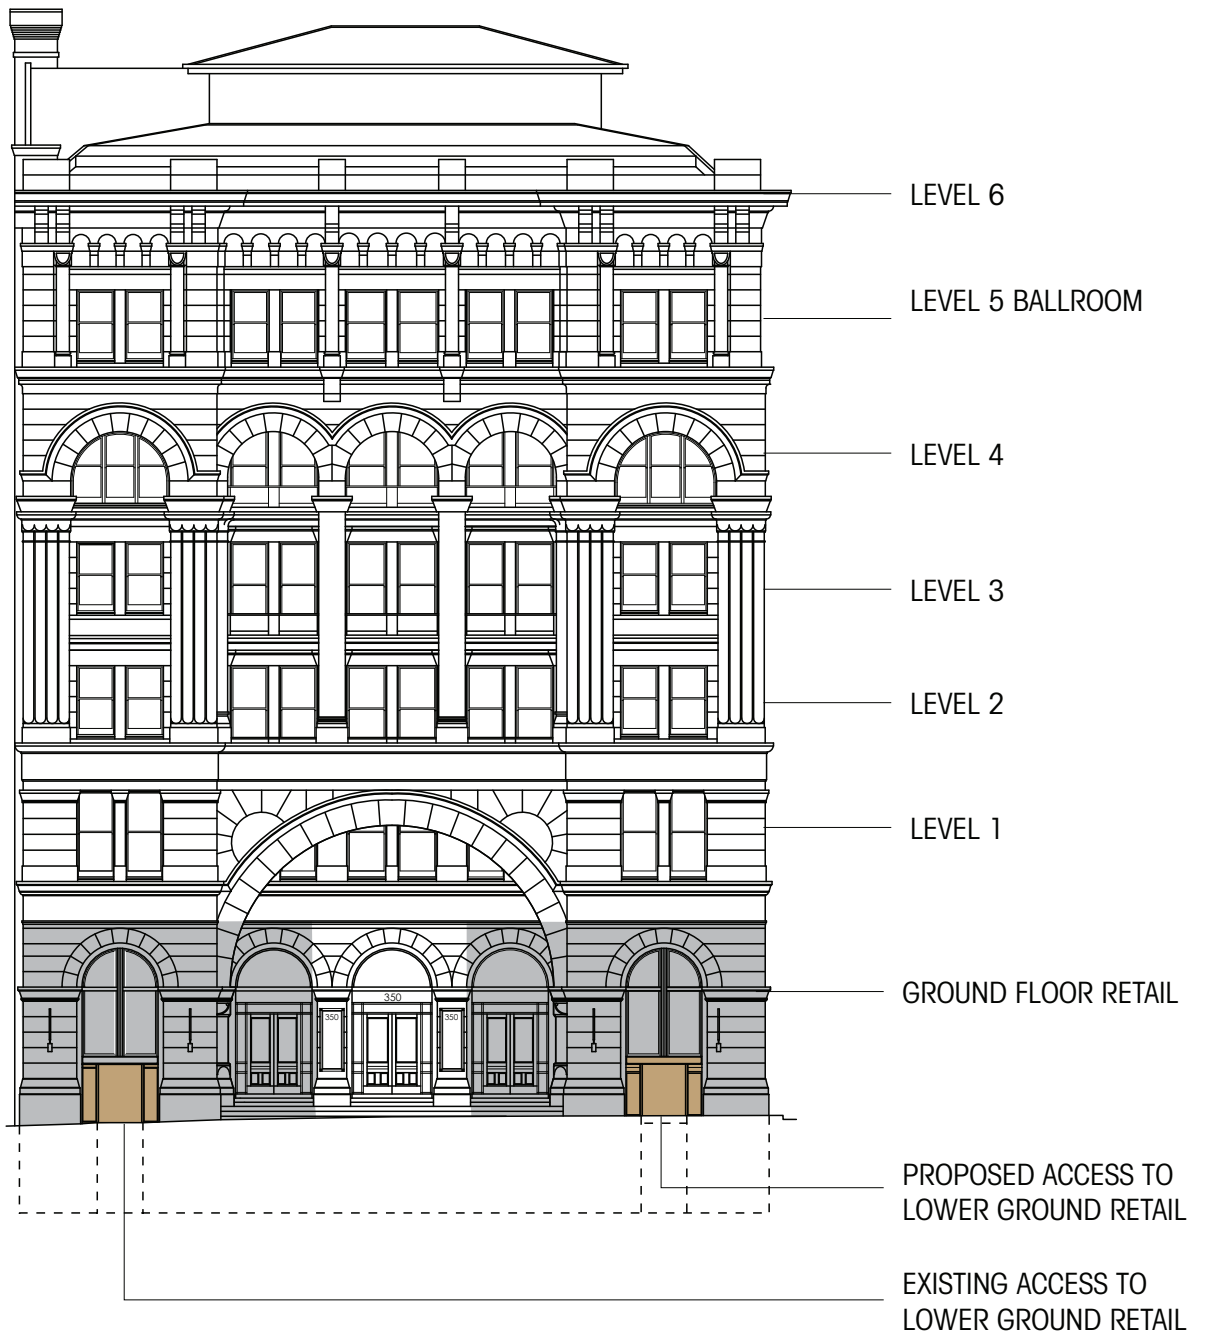 LEVEL 6
LEVEL 5 BALLROOM
LEVEL 4
LEVEL 3
LEVEL 2
LEVEL 1
GROUND FLOOR RETAIL
350
350
350
PROPOSED ACCESS TO
LOWER GROUND RETAIL
EXISTING ACCESS TO
LOWER GROUND RETAIL